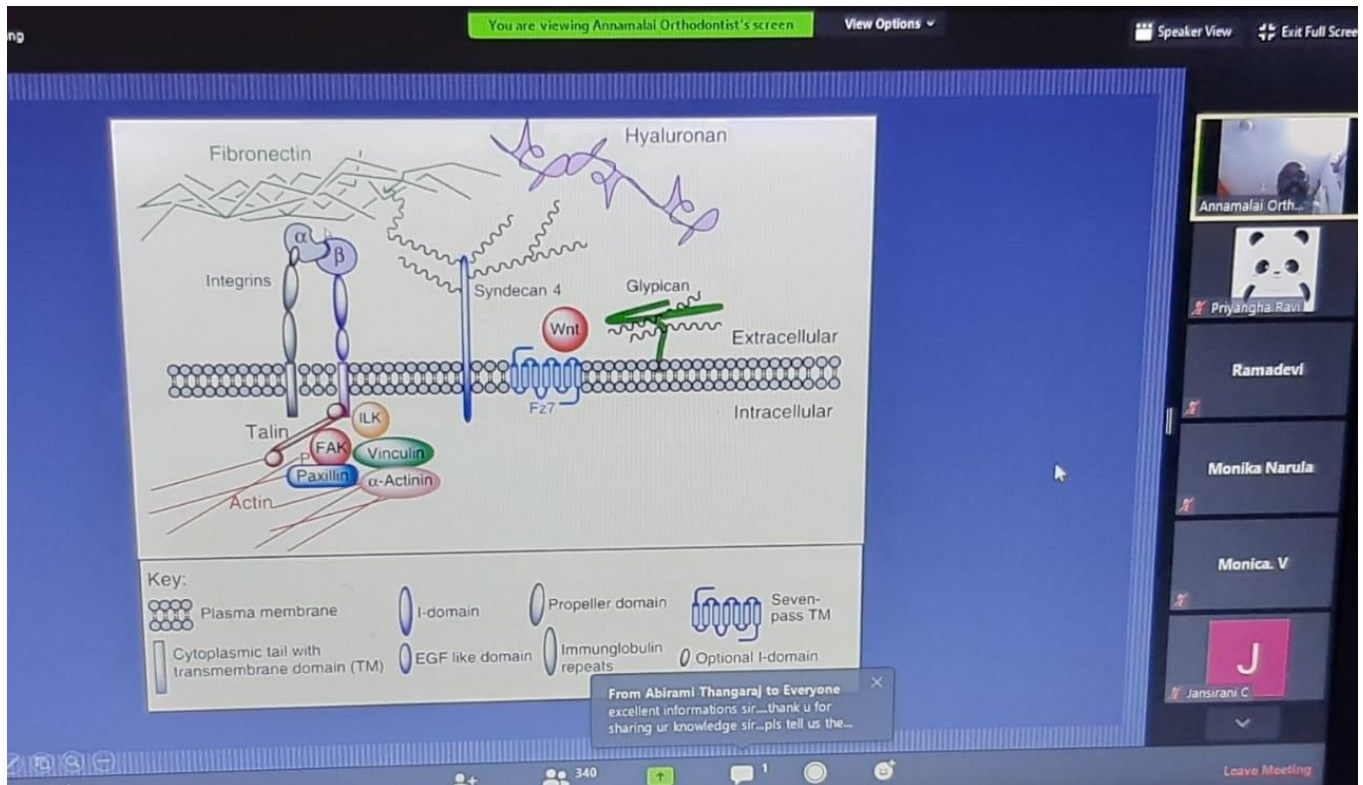 ng
You are viewing Annamalai Orthodontist's screen
View Options
Speaker View
Exit Full Scree
Fibronectin
Hyaluronan
α
β
Integrins
Syndecan 4
Glypican
Wnt
Extracellular
Fz7
Intracellular
Talin
ILK
P
FAK
Vinculin
Paxillin
α-Actinin
Actin
Key:
Plasma membrane
Cytoplasmic tail with
transmembrane domain (TM)
I-domain
EGF like domain
Propeller domain
Immunglobulin
repeats
Seven-
pass TM
Optional I-domain
From Abirami Thangaraj to Everyone
excellent informations sir....thank u for
sharing ur knowledge sir...pls tell us the...
Annamalai Orth...
Priyangha Ravi
Ramadevi
Monika Narula
Monica. V
J
Jansirani C
340
1
Leave Meeting